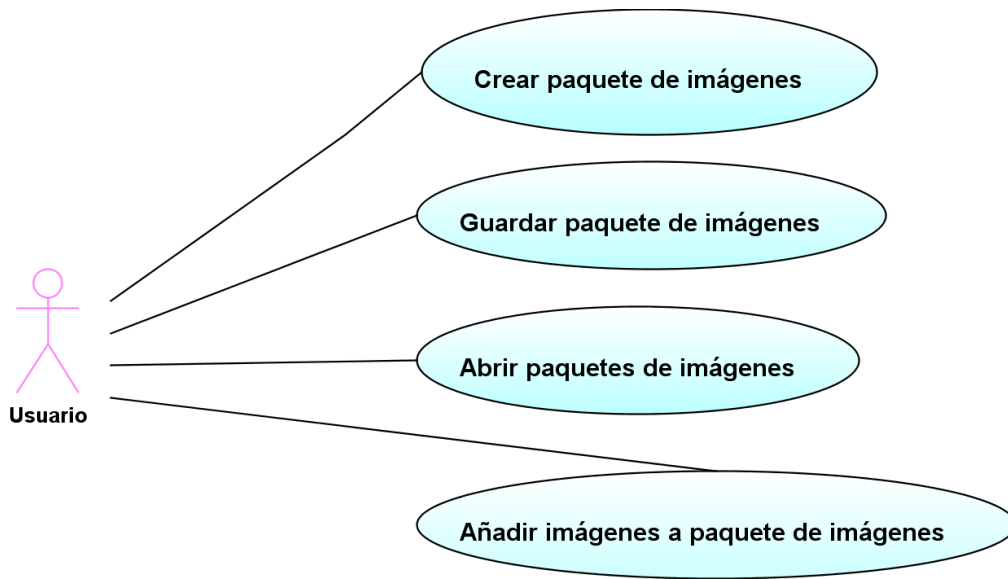 Crear paquete de imágenes
Guardar paquete de imágenes
Abrir paquetes de imágenes
Usuario
Añadir imágenes a paquete de imágenes